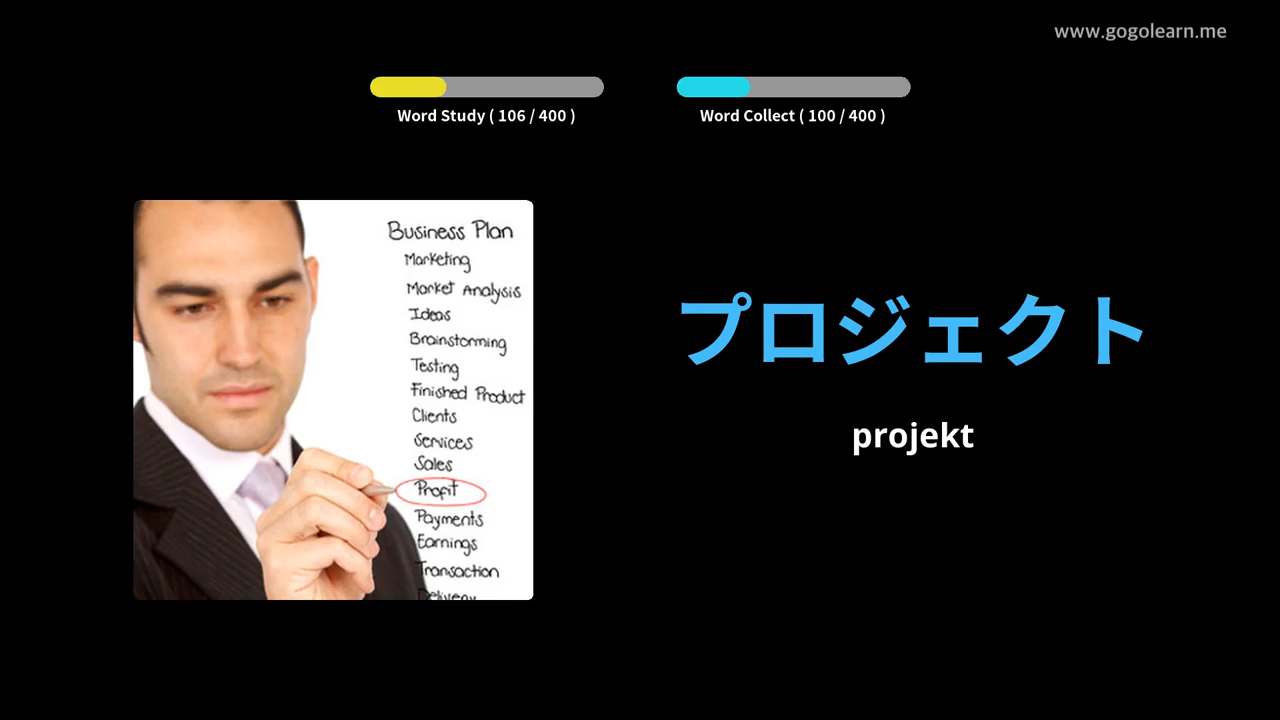 www.gogolearn.me
Word Study ( 106 / 400 )
Word Collect ( 100 / 400 )
Business Plan
Marketing
Market Analysis
Ideas
Brainstorming
Testing
Finished Product
Clients
Services
Sales
Profit
Payments
Earnings
Transaction
Delivery
プロジェクト
projekt